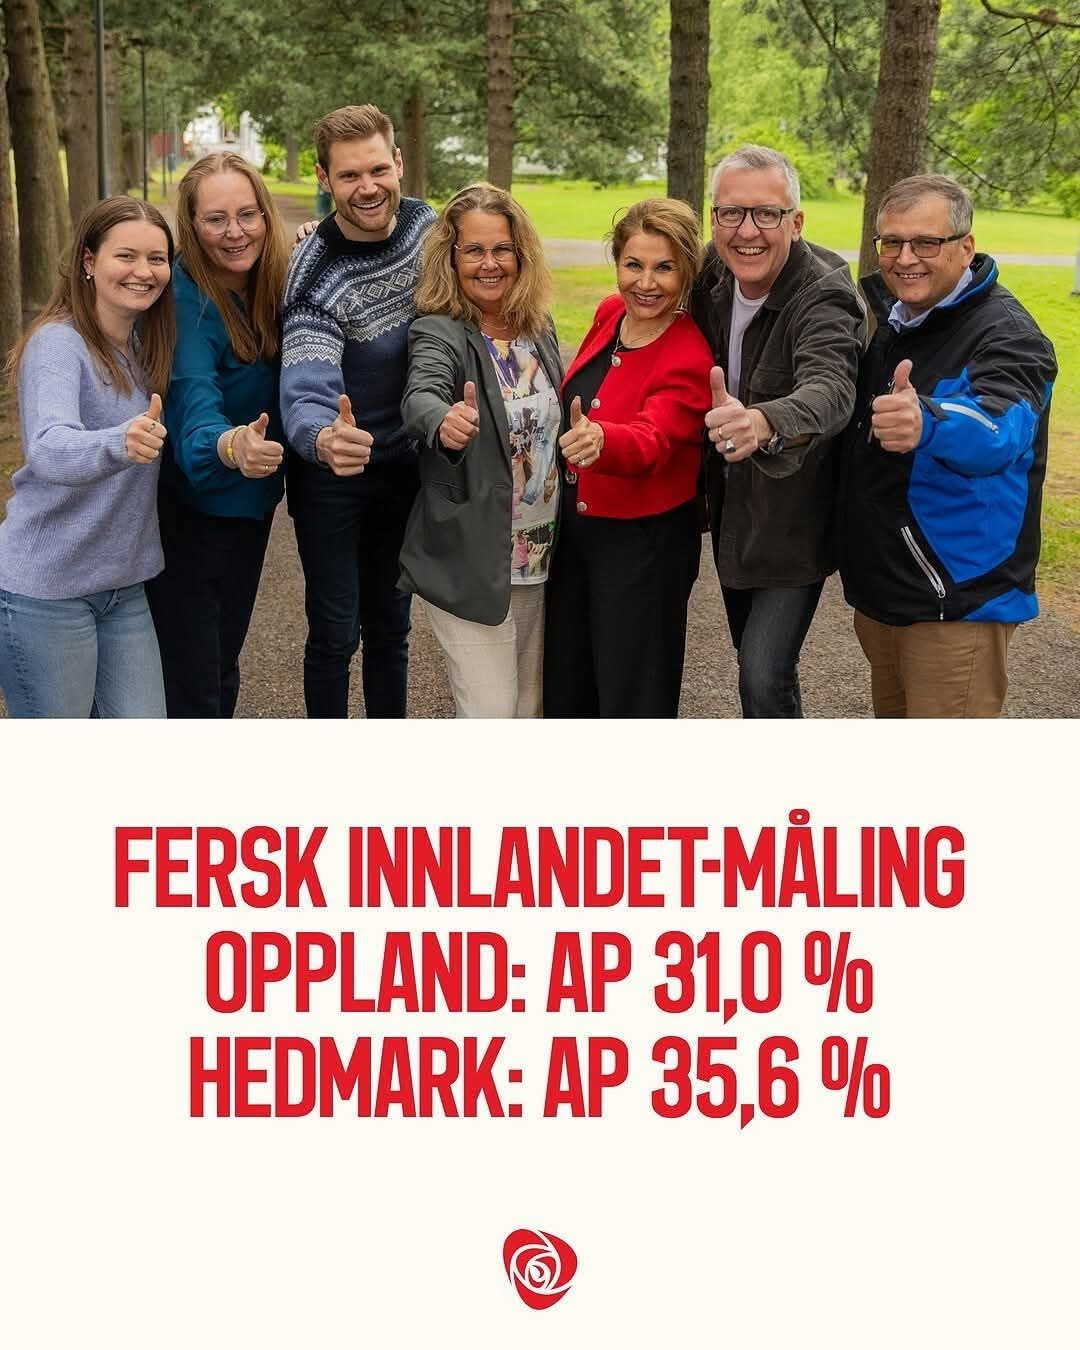 FERSK INNLANDET-MÅLING
OPPLAND: AP 31,0 %
HEDMARK: AP 35,6 %